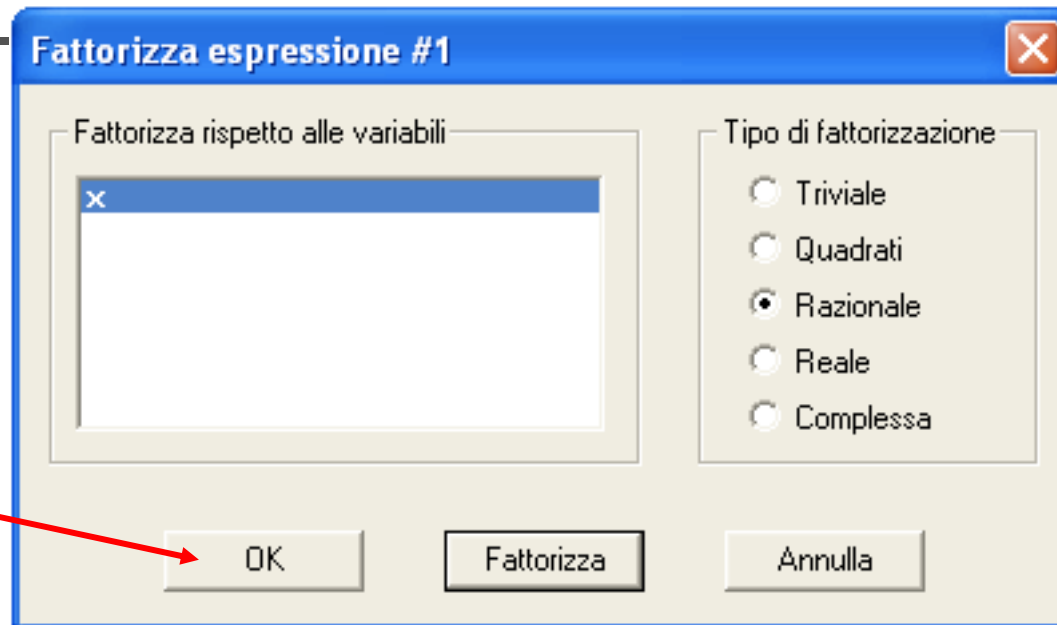 Fattorizza espressione #1
Fattorizza rispetto alle variabili
x
Tipo di fattorizzazione
Triviale
Quadrati
Razionale
Reale
Complessa
OK
Fattorizza
Annulla